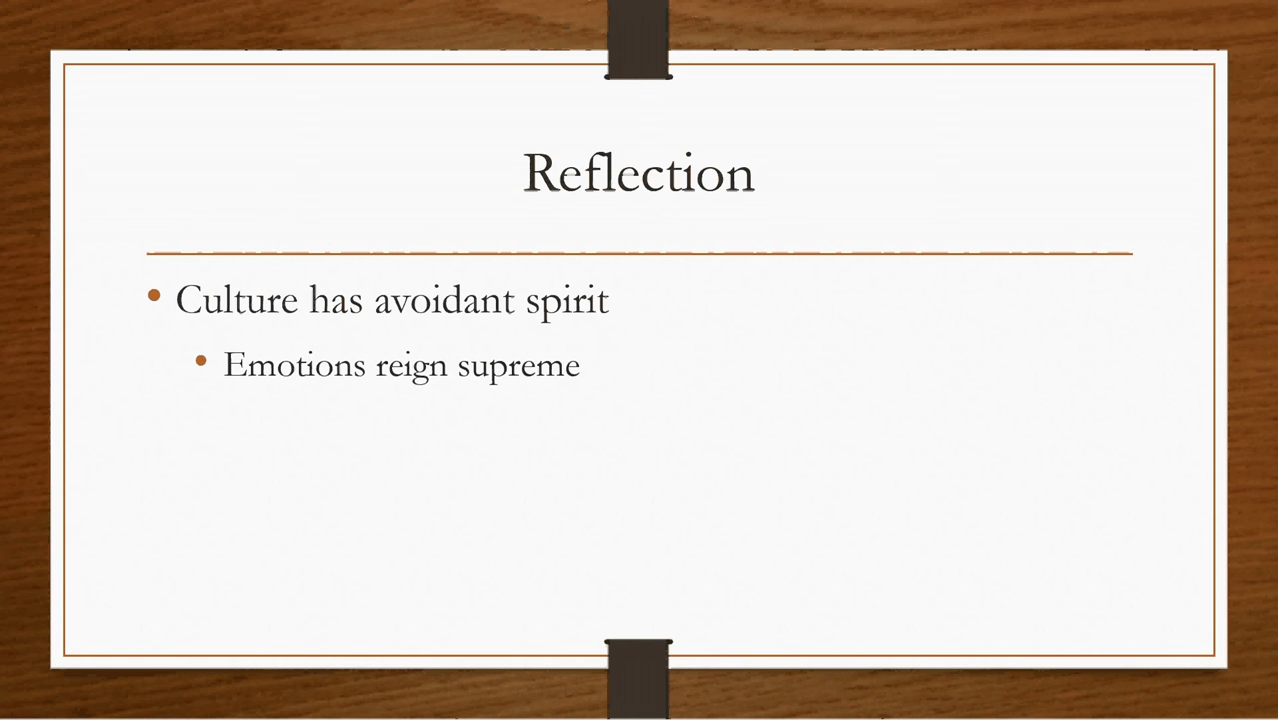 Reflection
• Culture has avoidant spirit
• Emotions reign supreme